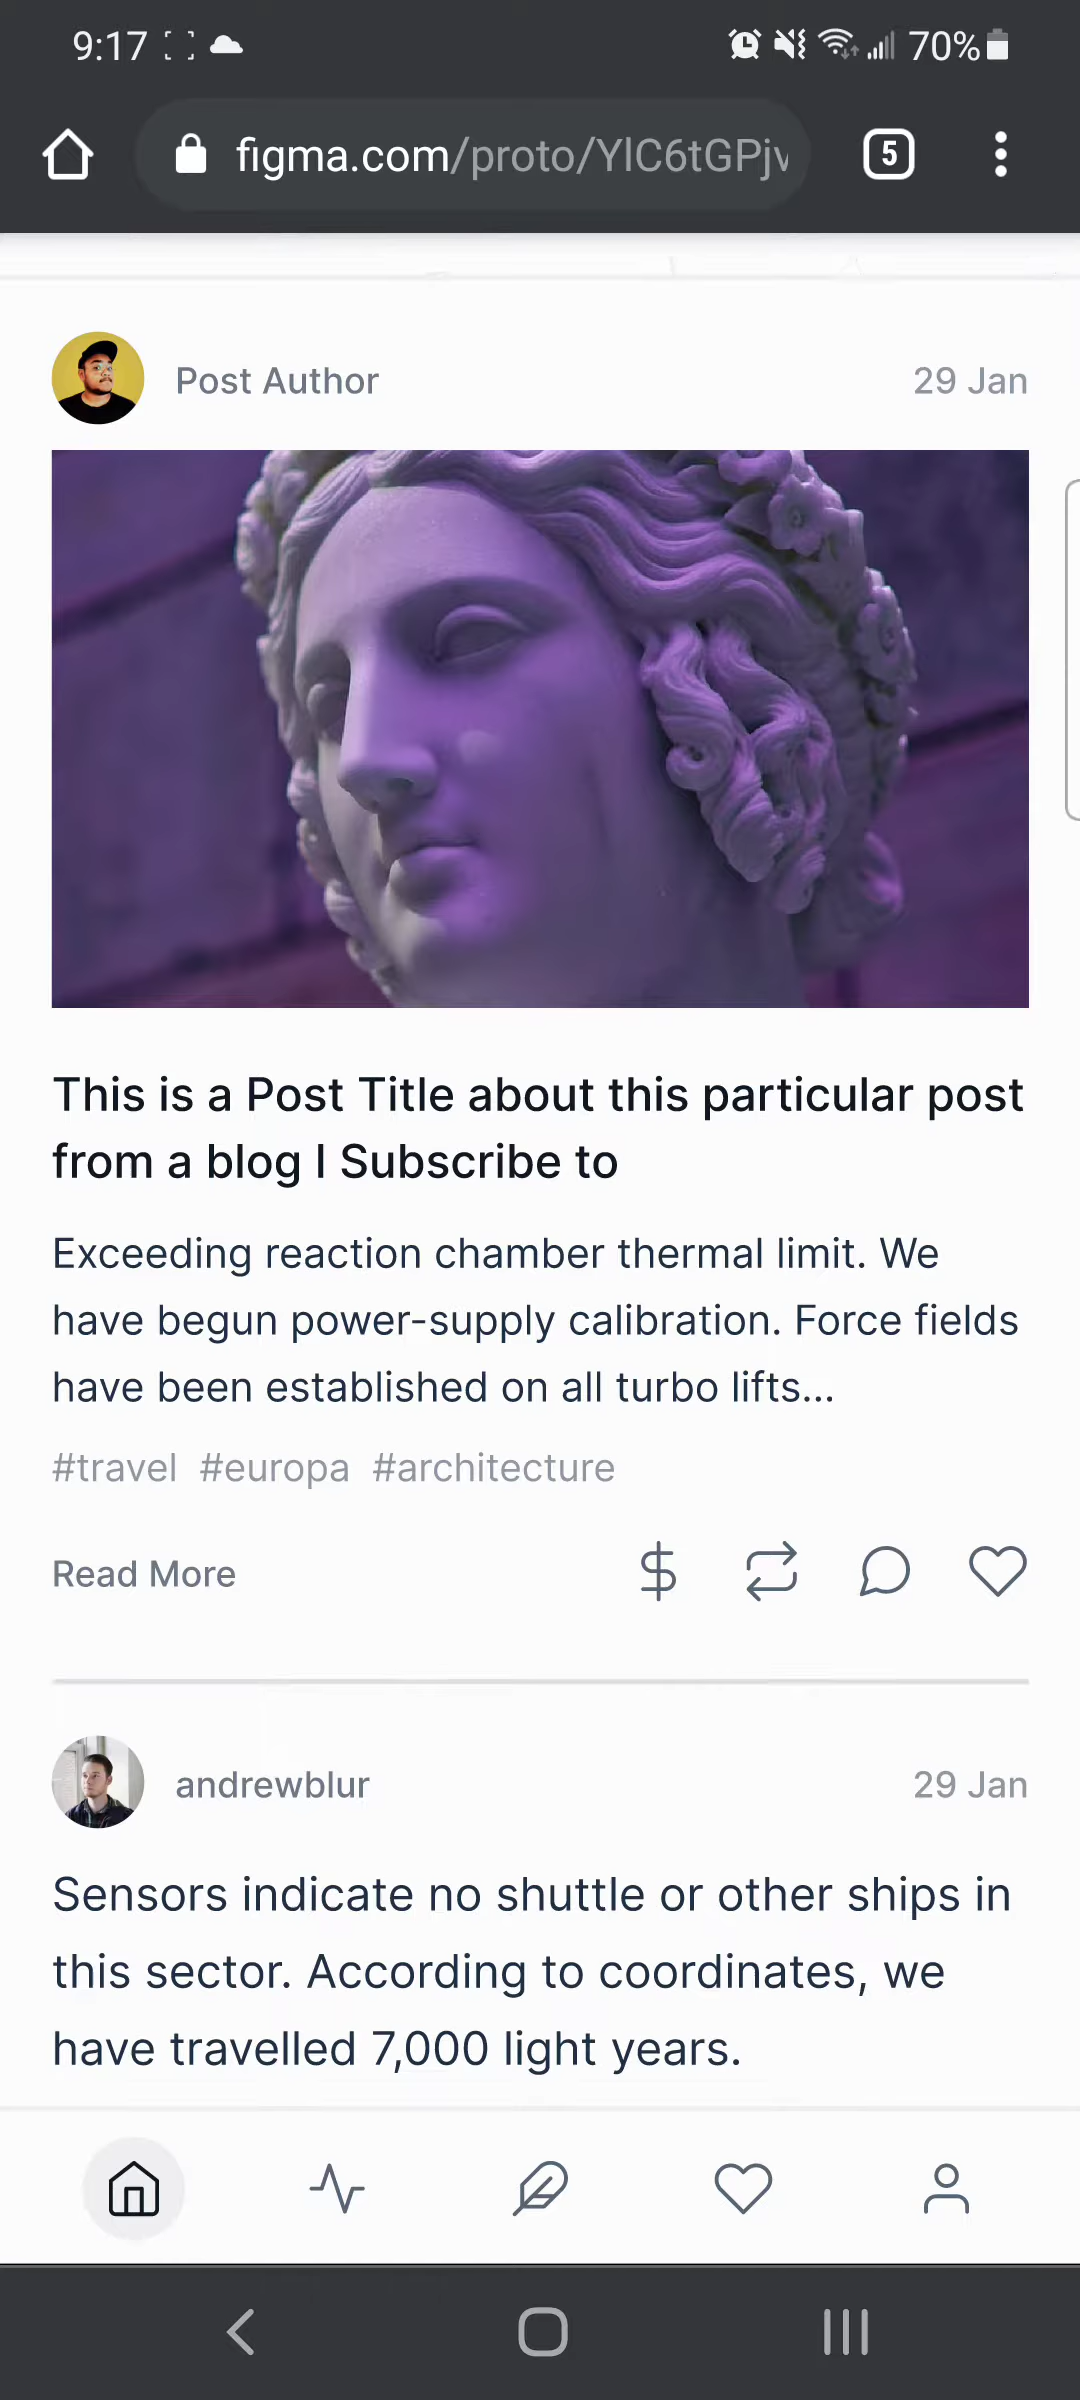 9:17
70%
figma.com/proto/YlC6tGPjv
5
Post Author
29 Jan
This is a Post Title about this particular post
from a blog I Subscribe to
Exceeding reaction chamber thermal limit. We
have begun power-supply calibration. Force fields
have been established on all turbo lifts...
#travel #europa #architecture
Read More
andrewblur
29 Jan
Sensors indicate no shuttle or other ships in
this sector. According to coordinates, we
have travelled 7,000 light years.